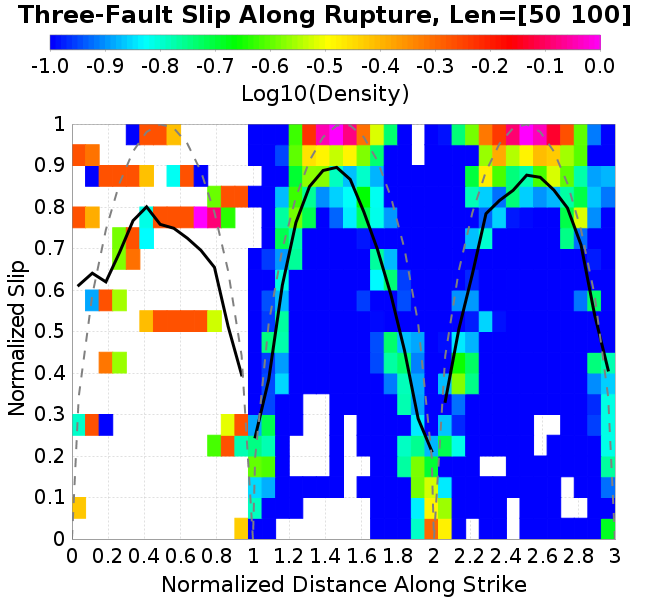 Three-Fault Slip Along Rupture, Len=[50 100]
-1.0 -0.9 -0.8 -0.7 -0.6 -0.5 -0.4 -0.3 -0.2 -0.1 0.0
Log10(Density)
1
0.9
0.8
0.7
0.6
0.5
0.4
0.3
0.2
0.1
0
Normalized Slip
0 0.2 0.4 0.6 0.8 1 1.2 1.4 1.6 1.8 2 2.2 2.4 2.6 2.8 3
Normalized Distance Along Strike